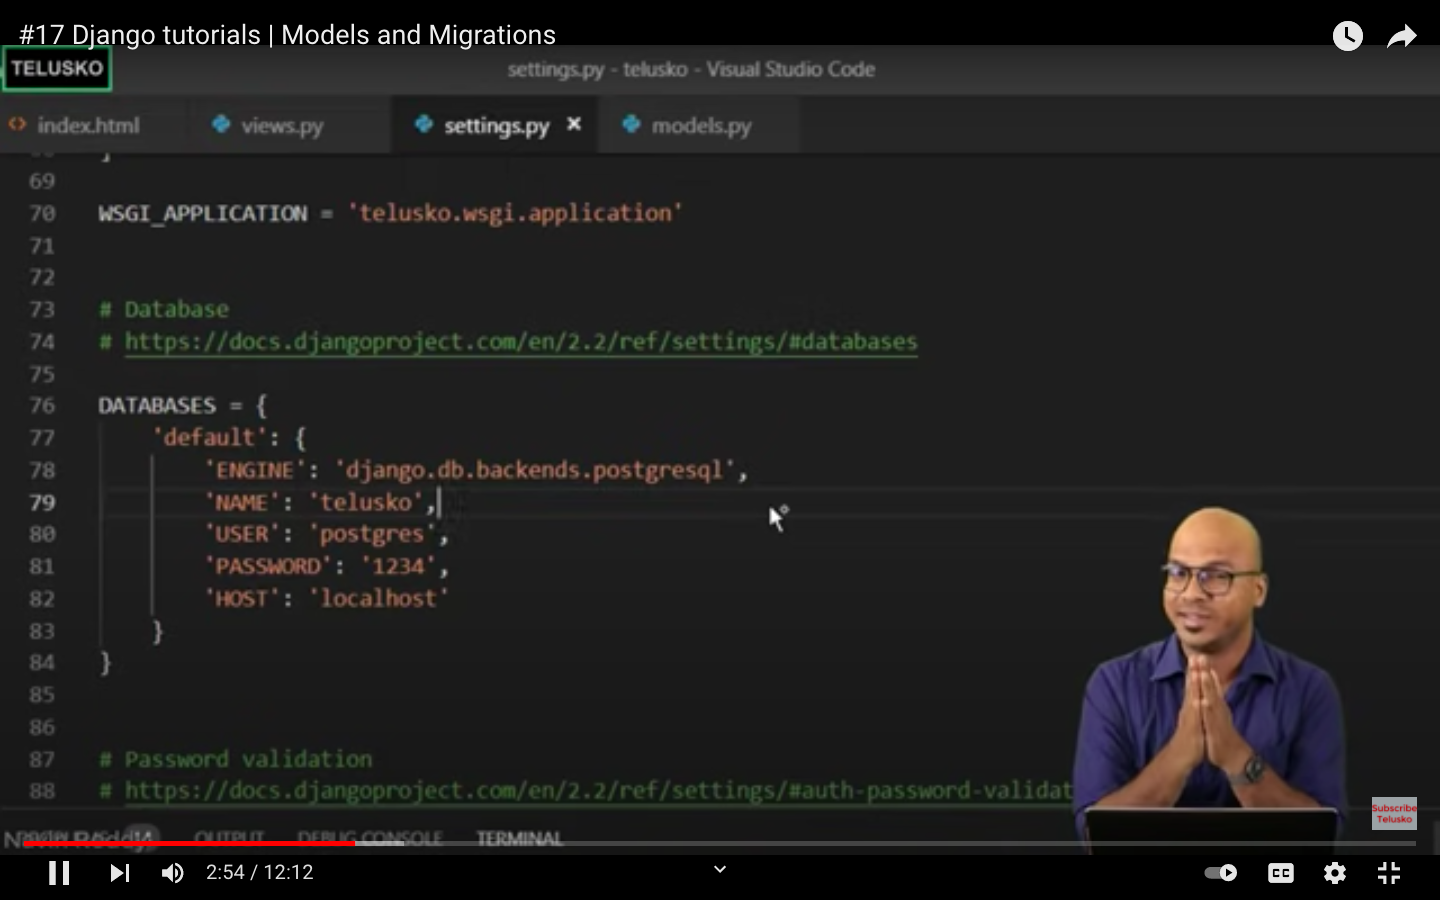 #17 Django tutorials | Models and Migrations
TELUSKO
settings.py - telusko - Visual Studio Code
index.html
views.py
settings.py
models.py
69
70 WSGI_APPLICATION = 'telusko.wsgi.application'
71
72
73 # Database
74 # https://docs.djangoproject.com/en/2.2/ref/settings/#databases
75
76 DATABASES = {
77 'default': {
78 'ENGINE': 'django.db.backends.postgresql',
79 'NAME': 'telusko',
80 'USER': 'postgres',
81 'PASSWORD': '1234',
82 'HOST': 'localhost'
83 }
84 }
85
86
87 # Password validation
88 # https://docs.djangoproject.com/en/2.2/ref/settings/#auth-password-validat
Subscribe
Telusko
14 OUTPUT DEBUG CONSOLE TERMINAL
2:54 / 12:12
CC